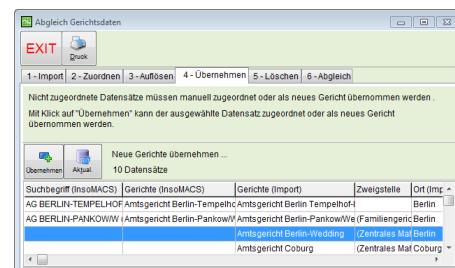 Abgleich Gerichtsdaten
EXIT
Druck
1 - Import 2 - Zuordnen 3 - Auflösen 4 - Übernehmen 5 - Löschen 6 - Abgleich
Nicht zugeordnete Datensätze müssen manuell zugeordnet oder als neues Gericht übernommen werden .
Mit Klick auf "Übernehmen" kann der ausgewählte Datensatz zugeordnet oder als neues Gericht
übernommen werden.
Neue Gerichte übernehmen ...
Übernehmen Aktual. 10 Datensätze
Suchbegriff (InsoMACS) Gerichte (InsoMACS) Gerichte (Import) Zweigstelle Ort (Imp
AG BERLIN-TEMPELHOF Amtsgericht Berlin-Tempelho Amtsgericht Berlin Tempelhof- Berlin
AG BERLIN-PANKOW/W Amtsgericht Berlin-Pankow/W Amtsgericht Berlin-Pankow/We (Familiengeric Berlin
Amtsgericht Berlin-Wedding (Zentrales Mah Berlin
Amtsgericht Coburg (Zentrales Mah Coburg